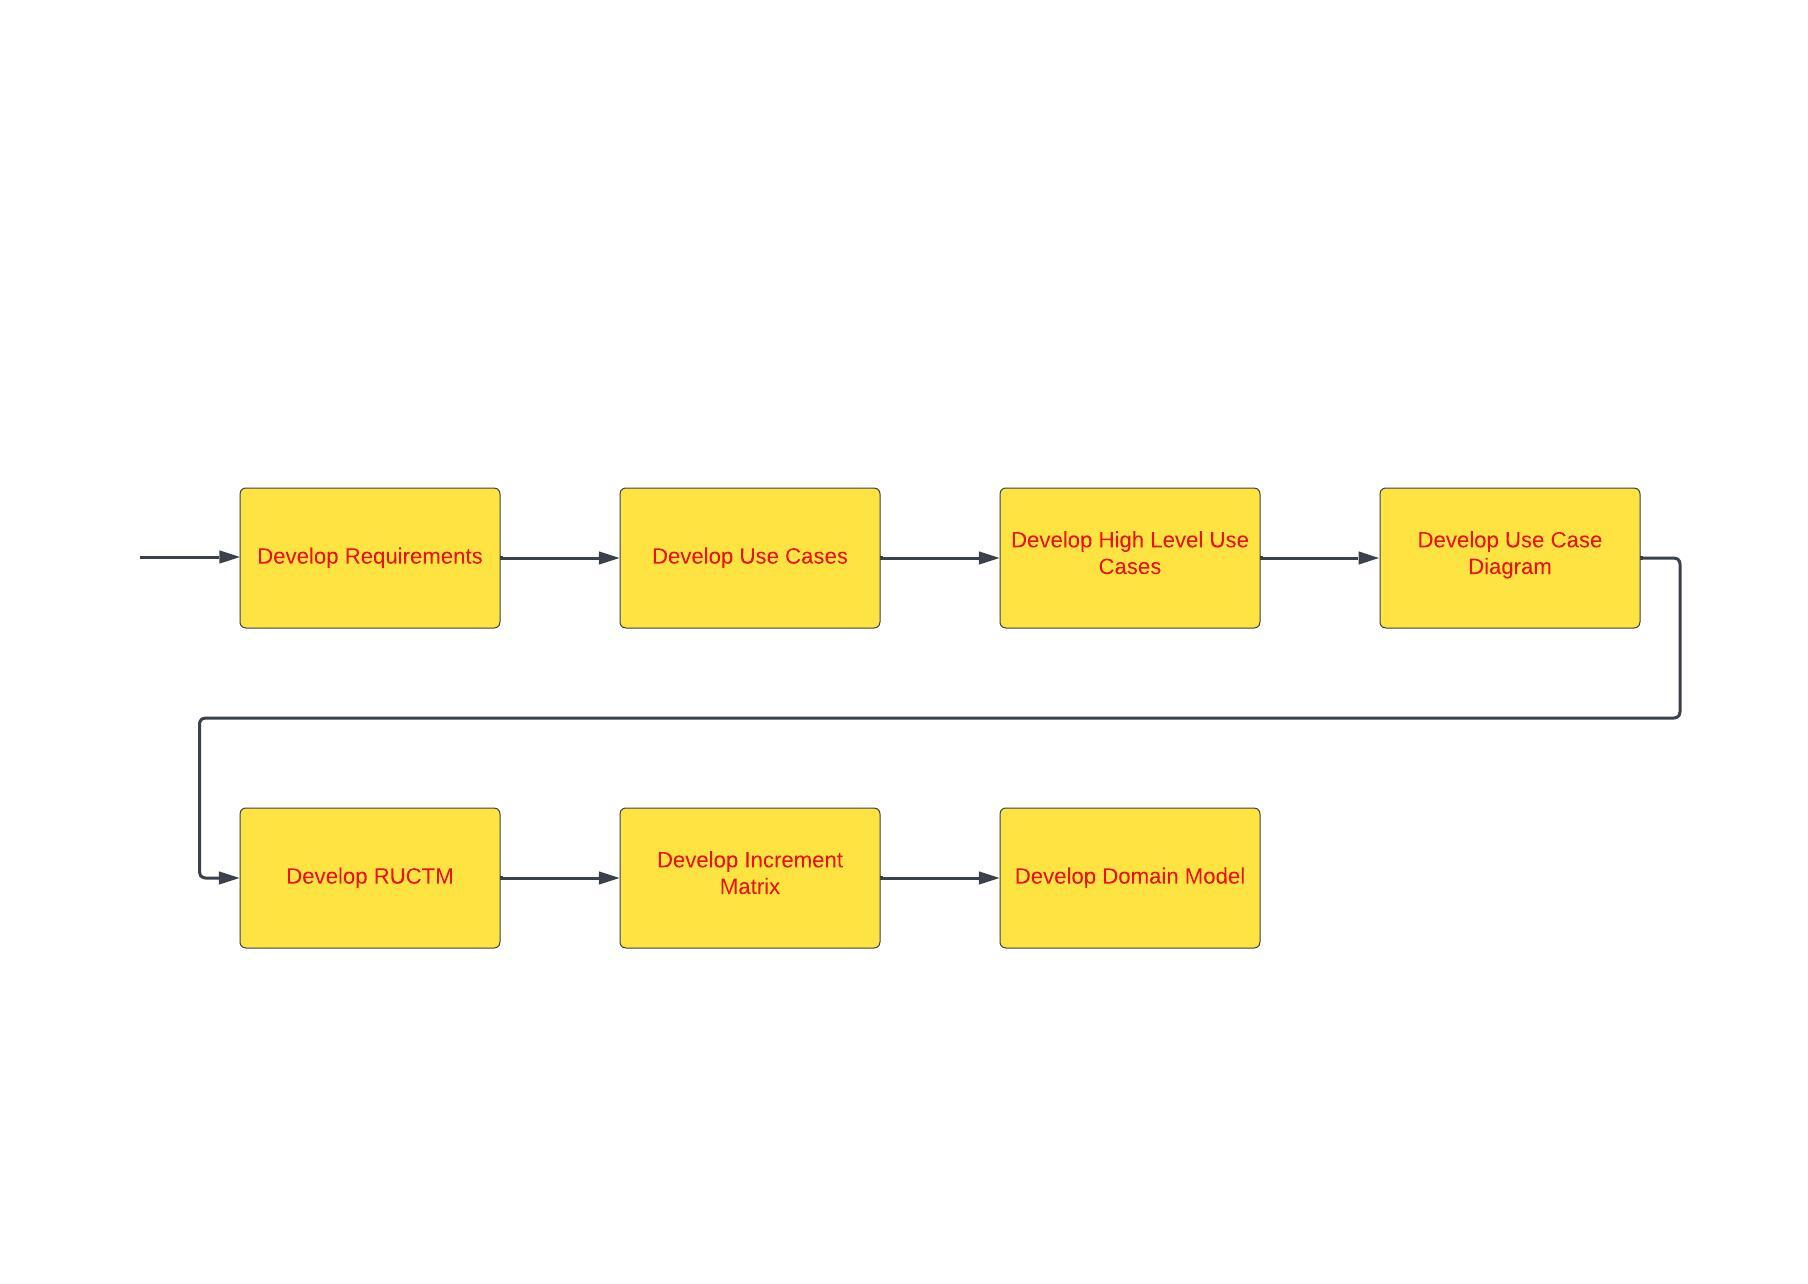 Develop Requirements
Develop Use Cases
Develop High Level Use
Cases
Develop Use Case
Diagram
Develop RUCTM
Develop Increment
Matrix
Develop Domain Model